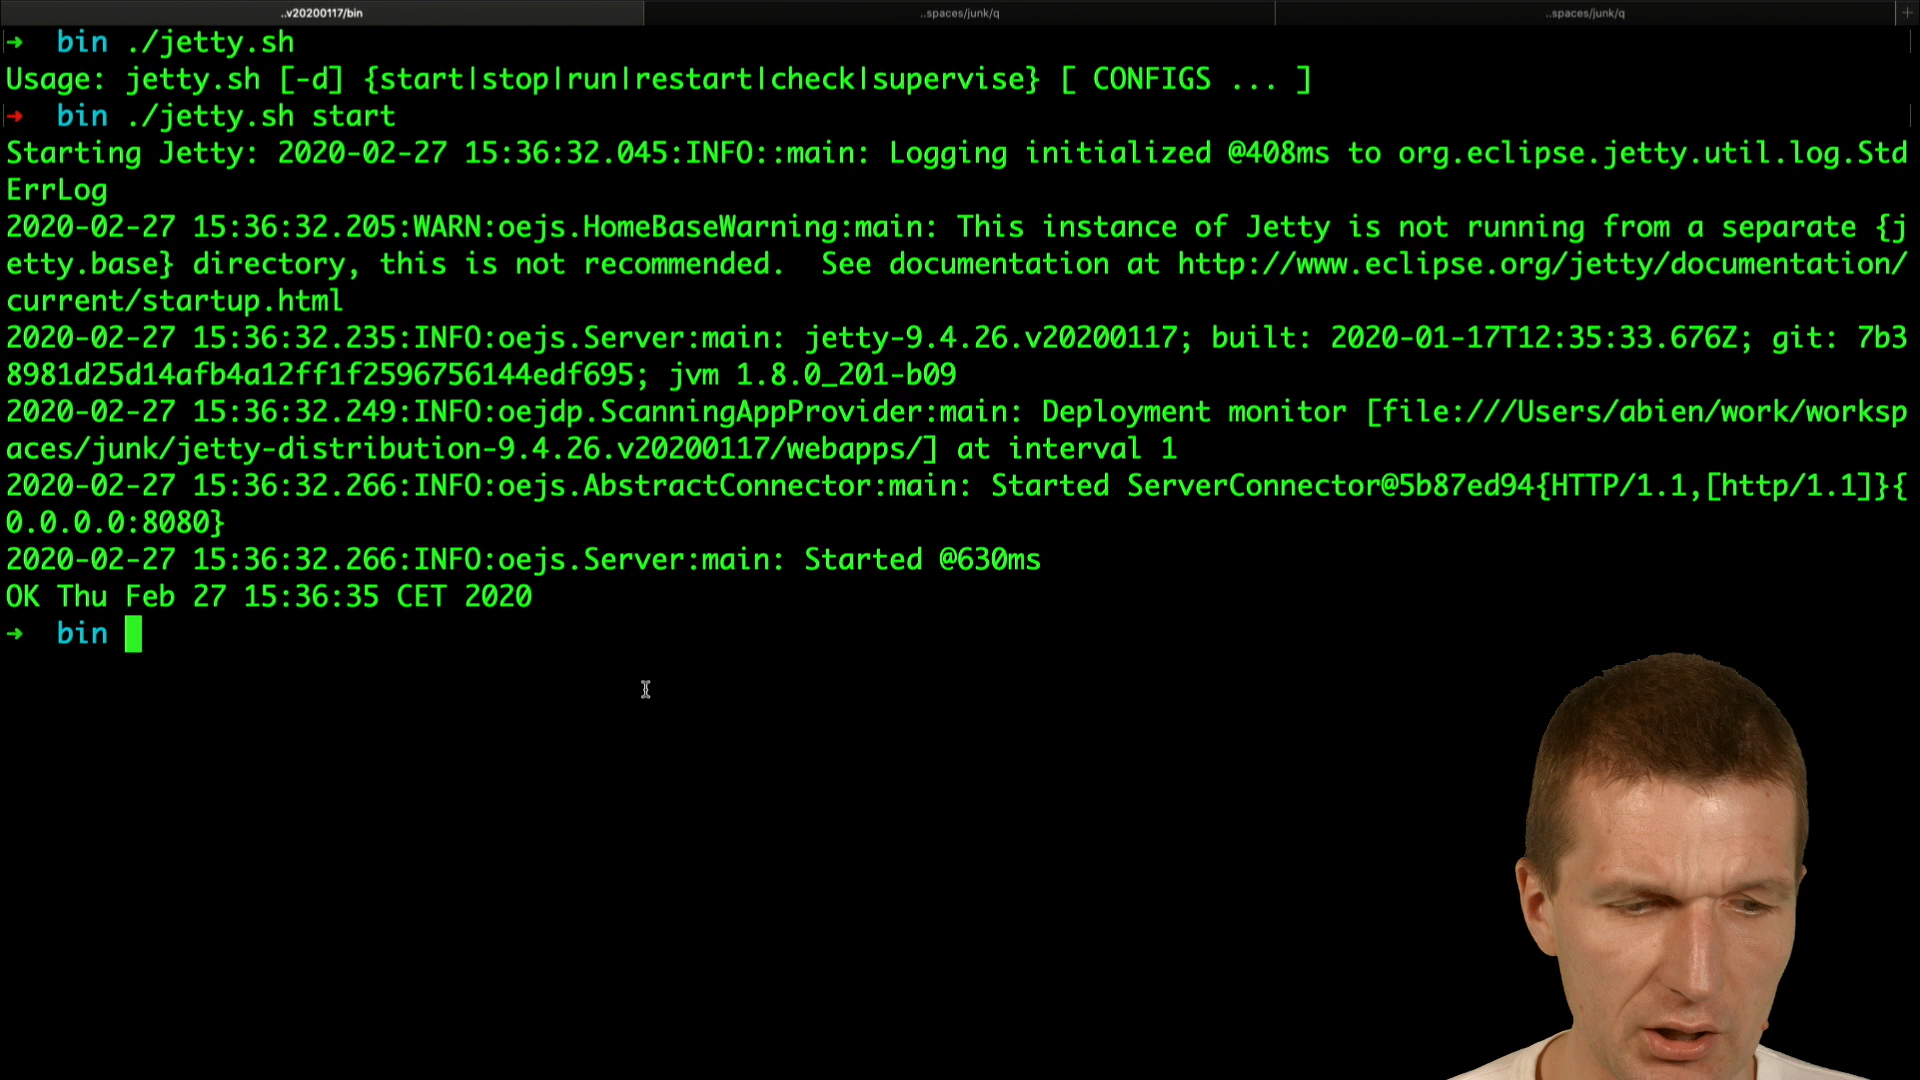 ..v20200117/bin ..spaces/junk/q ..spaces/junk/q +
➜ bin ./jetty.sh
Usage: jetty.sh [-d] {start|stop|run|restart|check|supervise} [ CONFIGS ... ]
➜ bin ./jetty.sh start
Starting Jetty: 2020-02-27 15:36:32.045:INFO::main: Logging initialized @408ms to org.eclipse.jetty.util.log.Std
ErrLog
2020-02-27 15:36:32.205:WARN:oejs.HomeBaseWarning:main: This instance of Jetty is not running from a separate {j
etty.base} directory, this is not recommended.  See documentation at http://www.eclipse.org/jetty/documentation/
current/startup.html
2020-02-27 15:36:32.235:INFO:oejs.Server:main: jetty-9.4.26.v20200117; built: 2020-01-17T12:35:33.676Z; git: 7b3
8981d25d14afb4a12ff1f2596756144edf695; jvm 1.8.0_201-b09
2020-02-27 15:36:32.249:INFO:oejdp.ScanningAppProvider:main: Deployment monitor [file:///Users/abien/work/worksp
aces/junk/jetty-distribution-9.4.26.v20200117/webapps/] at interval 1
2020-02-27 15:36:32.266:INFO:oejs.AbstractConnector:main: Started ServerConnector@5b87ed94{HTTP/1.1,[http/1.1]}{
0.0.0.0:8080}
2020-02-27 15:36:32.266:INFO:oejs.Server:main: Started @630ms
OK Thu Feb 27 15:36:35 CET 2020
➜ bin